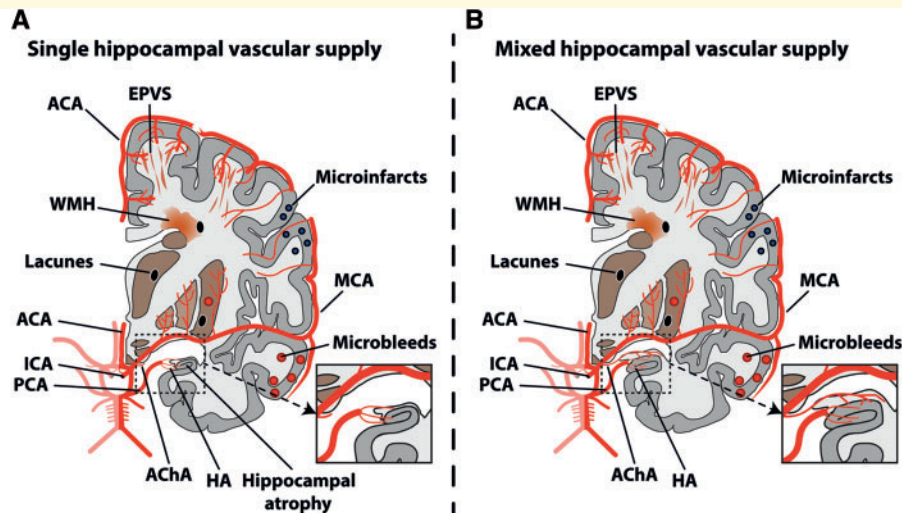 A
Single hippocampal vascular supply
EPVS
ACA
Microinfarcts
WMH
Lacunes
MCA
ACA
Microbleeds
ICA
PCA
AChA
HA
Hippocampal
atrophy
B
Mixed hippocampal vascular supply
EPVS
ACA
Microinfarcts
WMH
Lacunes
MCA
ACA
Microbleeds
ICA
PCA
AChA
HA